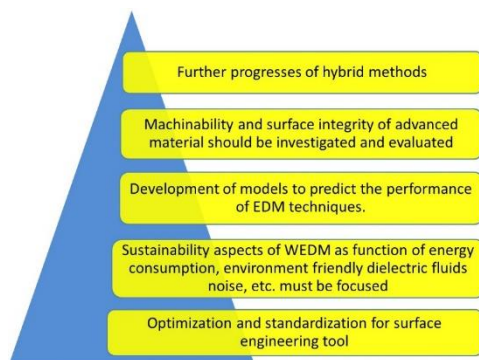 Further progresses of hybrid methods
Machinability and surface integrity of advanced
material should be investigated and evaluated
Development of models to predict the performance
of EDM techniques.
Sustainability aspects of WEDM as function of energy
consumption, environment friendly dielectric fluids
noise, etc. must be focused
Optimization and standardization for surface
engineering tool